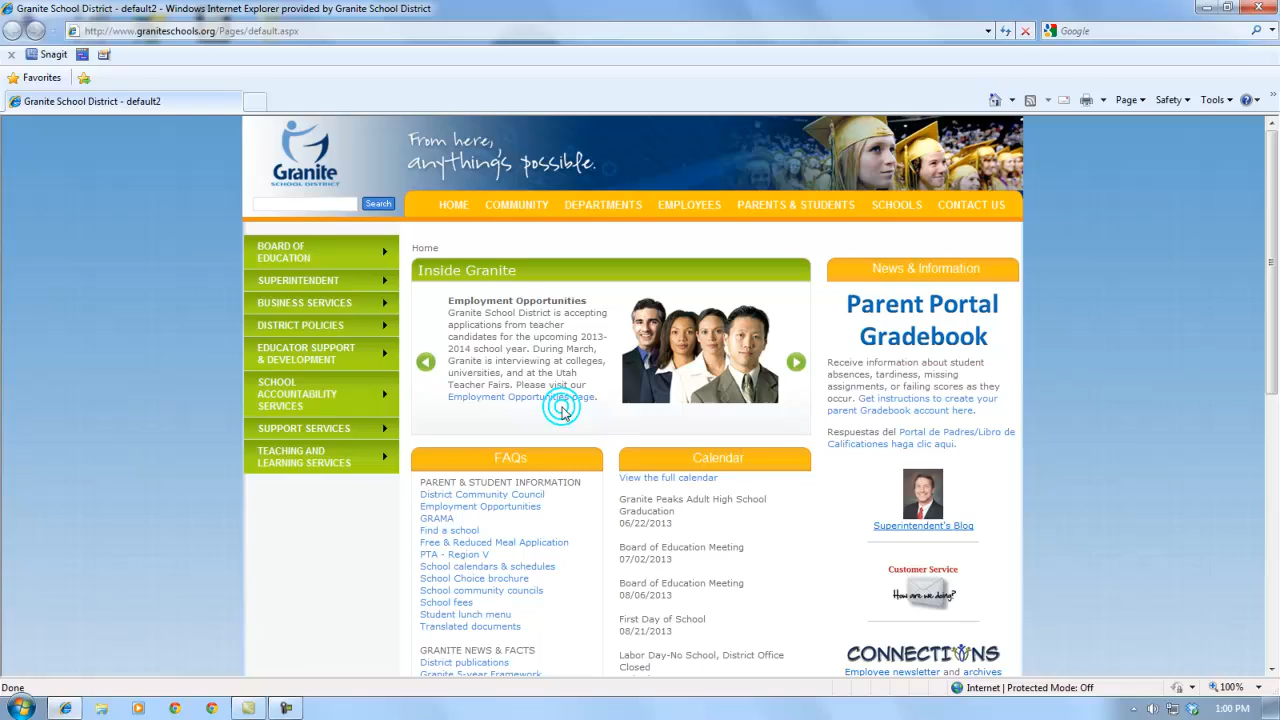 Granite School District - default2 - Windows Internet Explorer provided by Granite School District
http://www.graniteschools.org/Pages/default.aspx
Google
Snagit
Favorites
Granite School District - default2
Page
Safety
Tools
Granite
SCHOOL DISTRICT
From here,
anything's possible.
Search
HOME COMMUNITY DEPARTMENTS EMPLOYEES PARENTS & STUDENTS SCHOOLS CONTACT US
BOARD OF
EDUCATION
SUPERINTENDENT
BUSINESS SERVICES
DISTRICT POLICIES
EDUCATOR SUPPORT
& DEVELOPMENT
SCHOOL
ACCOUNTABILITY
SERVICES
SUPPORT SERVICES
TEACHING AND
LEARNING SERVICES
Home
Inside Granite
Employment Opportunities
Granite School District is accepting
applications from teacher
candidates for the upcoming 2013-
2014 school year. During March,
Granite is interviewing at colleges,
universities, and at the Utah
Teacher Fairs. Please visit our
Employment Opportunities page.
FAQs
PARENT & STUDENT INFORMATION
District Community Council
Employment Opportunities
GRAMA
Find a school
Free & Reduced Meal Application
PTA - Region V
School calendars & schedules
School Choice brochure
School community councils
School fees
Student lunch menu
Translated documents
GRANITE NEWS & FACTS
District publications
Granite 5-year Framework
Calendar
View the full calendar
Granite Peaks Adult High School
Graducation
06/22/2013
Board of Education Meeting
07/02/2013
Board of Education Meeting
08/06/2013
First Day of School
08/21/2013
Labor Day-No School, District Office
Closed
News & Information
Parent Portal
Gradebook
Receive information about student
absences, tardiness, missing
assignments, or failing scores as they
occur. Get instructions to create your
parent Gradebook account here.
Respuestas del Portal de Padres/Libro de
Calificationes haga clic aqui.
Superintendent's Blog
Customer Service
How are we doing?
CONNECTIONS
Employee newsletter and archives
Done
Internet | Protected Mode: Off
100%
1:00 PM